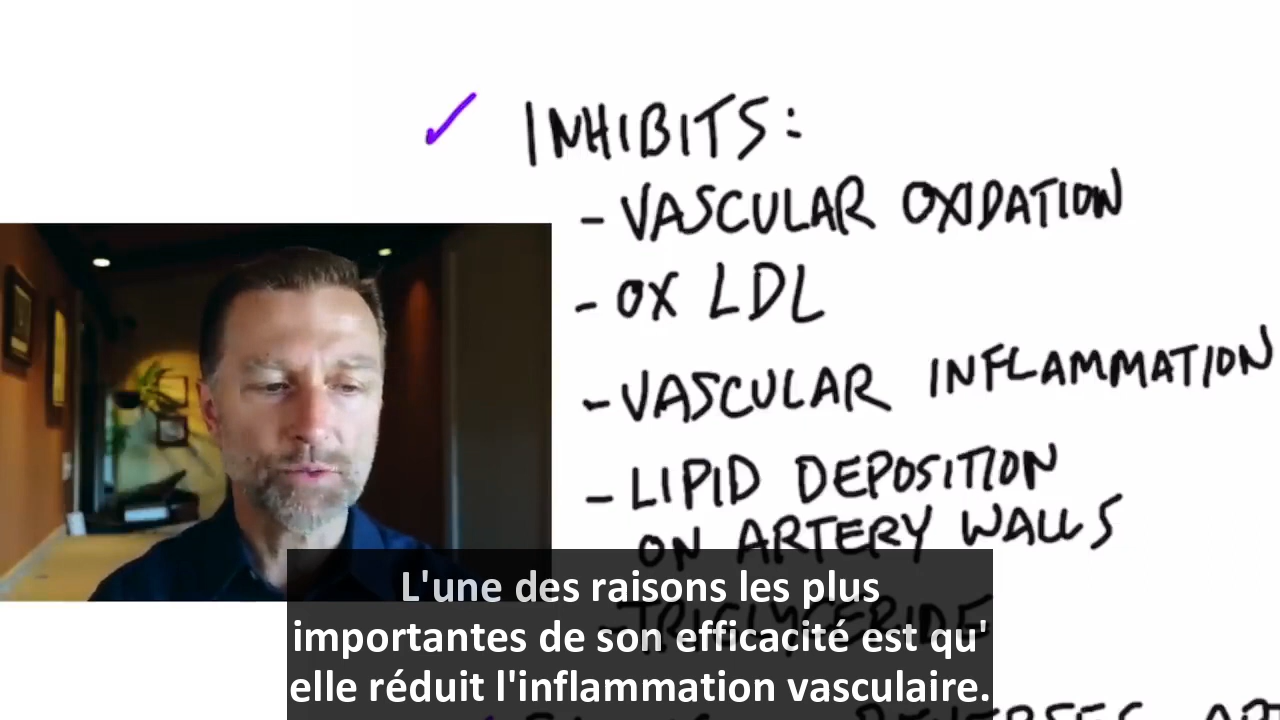 INHIBITS:
- VASCULAR OXIDATION
- OX LDL
- VASCULAR INFLAMMATION
- LIPID DEPOSITION
ON ARTERY WALLS
- TRIGLYCERIDE
L'une des raisons les plus
importantes de son efficacité est qu'
elle réduit l'inflammation vasculaire.